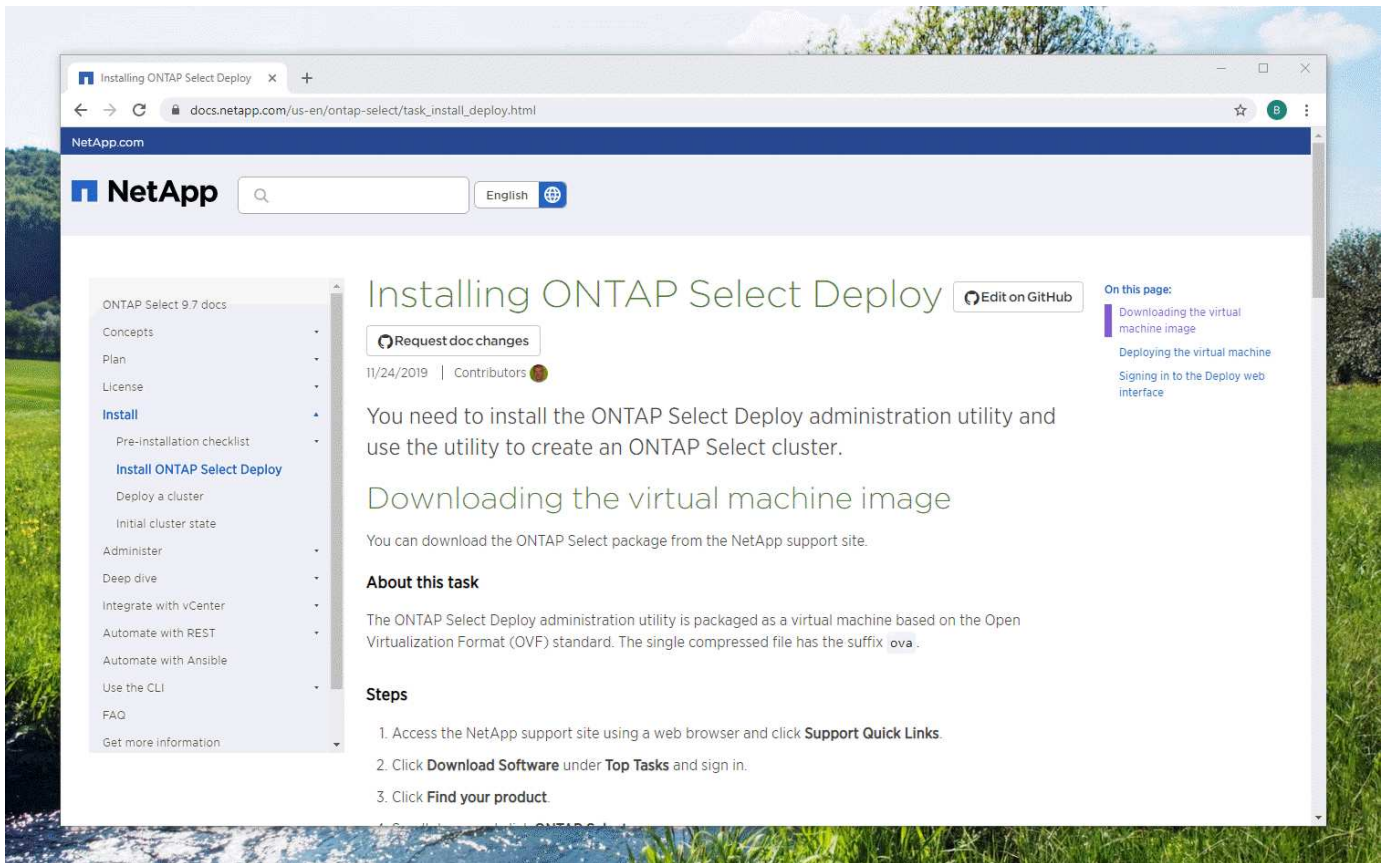 Installing ONTAP Select Deploy
docs.netapp.com/us-en/ontap-select/task_install_deploy.html
B
NetApp.com
NetApp
English
ONTAP Select 9.7 docs
Concepts
Plan
License
Install
Pre-installation checklist
Install ONTAP Select Deploy
Deploy a cluster
Initial cluster state
Administer
Deep dive
Integrate with vCenter
Automate with REST
Automate with Ansible
Use the CLI
FAQ
Get more information
Installing ONTAP Select Deploy
Edit on GitHub
Request doc changes
11/24/2019 | Contributors
You need to install the ONTAP Select Deploy administration utility and
use the utility to create an ONTAP Select cluster.
Downloading the virtual machine image
You can download the ONTAP Select package from the NetApp support site.
About this task
The ONTAP Select Deploy administration utility is packaged as a virtual machine based on the Open
Virtualization Format (OVF) standard. The single compressed file has the suffix ova.
Steps
1. Access the NetApp support site using a web browser and click Support Quick Links.
2. Click Download Software under Top Tasks and sign in.
3. Click Find your product.
On this page:
Downloading the virtual
machine image
Deploying the virtual machine
Signing in to the Deploy web
interface